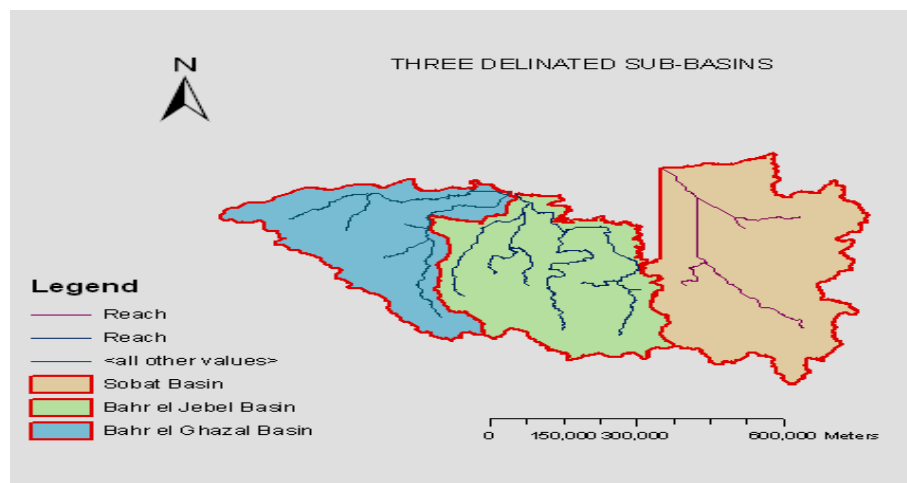 THREE DELINATED SUB-BASINS
N
Legend
Reach
Reach
<all other values>
Sobat Basin
Bahr el Jebel Basin
Bahr el Ghazal Basin
0 150,000 300,000 600,000 Meters